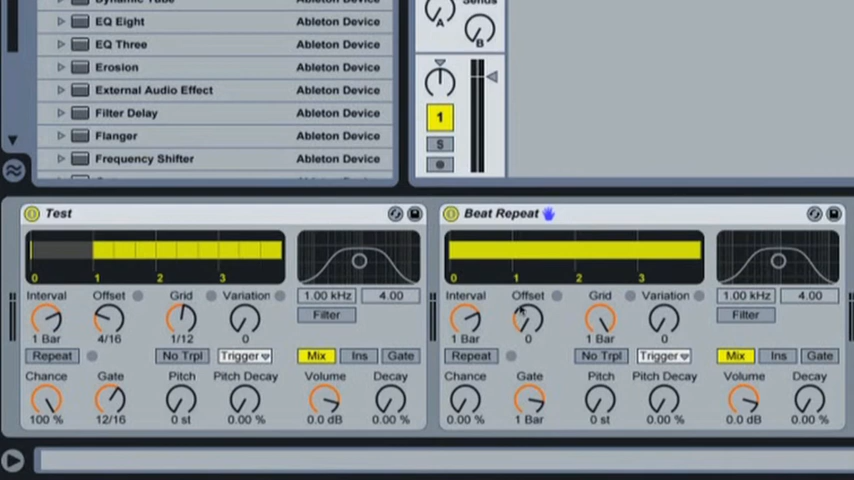 Dynamic Tube Ableton Device
EQ Eight Ableton Device
EQ Three Ableton Device
Erosion Ableton Device
External Audio Effect Ableton Device
Filter Delay Ableton Device
Flanger Ableton Device
Frequency Shifter Ableton Device
Sends
A
B
1
S
Test
0 1 2 3
Interval Offset Grid Variation
1 Bar 4/16 1/12 0
1.00 kHz 4.00
Filter
Repeat No Trpl Trigger Mix Ins Gate
Chance Gate Pitch Pitch Decay Volume Decay
100 % 12/16 0 st 0.00 % 0.0 dB 0.00 %
Beat Repeat
0 1 2 3
Interval Offset Grid Variation
1 Bar 0 1 Bar 0
1.00 kHz 4.00
Filter
Repeat No Trpl Trigger Mix Ins Gate
Chance Gate Pitch Pitch Decay Volume Decay
0.00 % 1 Bar 0 st 0.00 % 0.0 dB 0.00 %